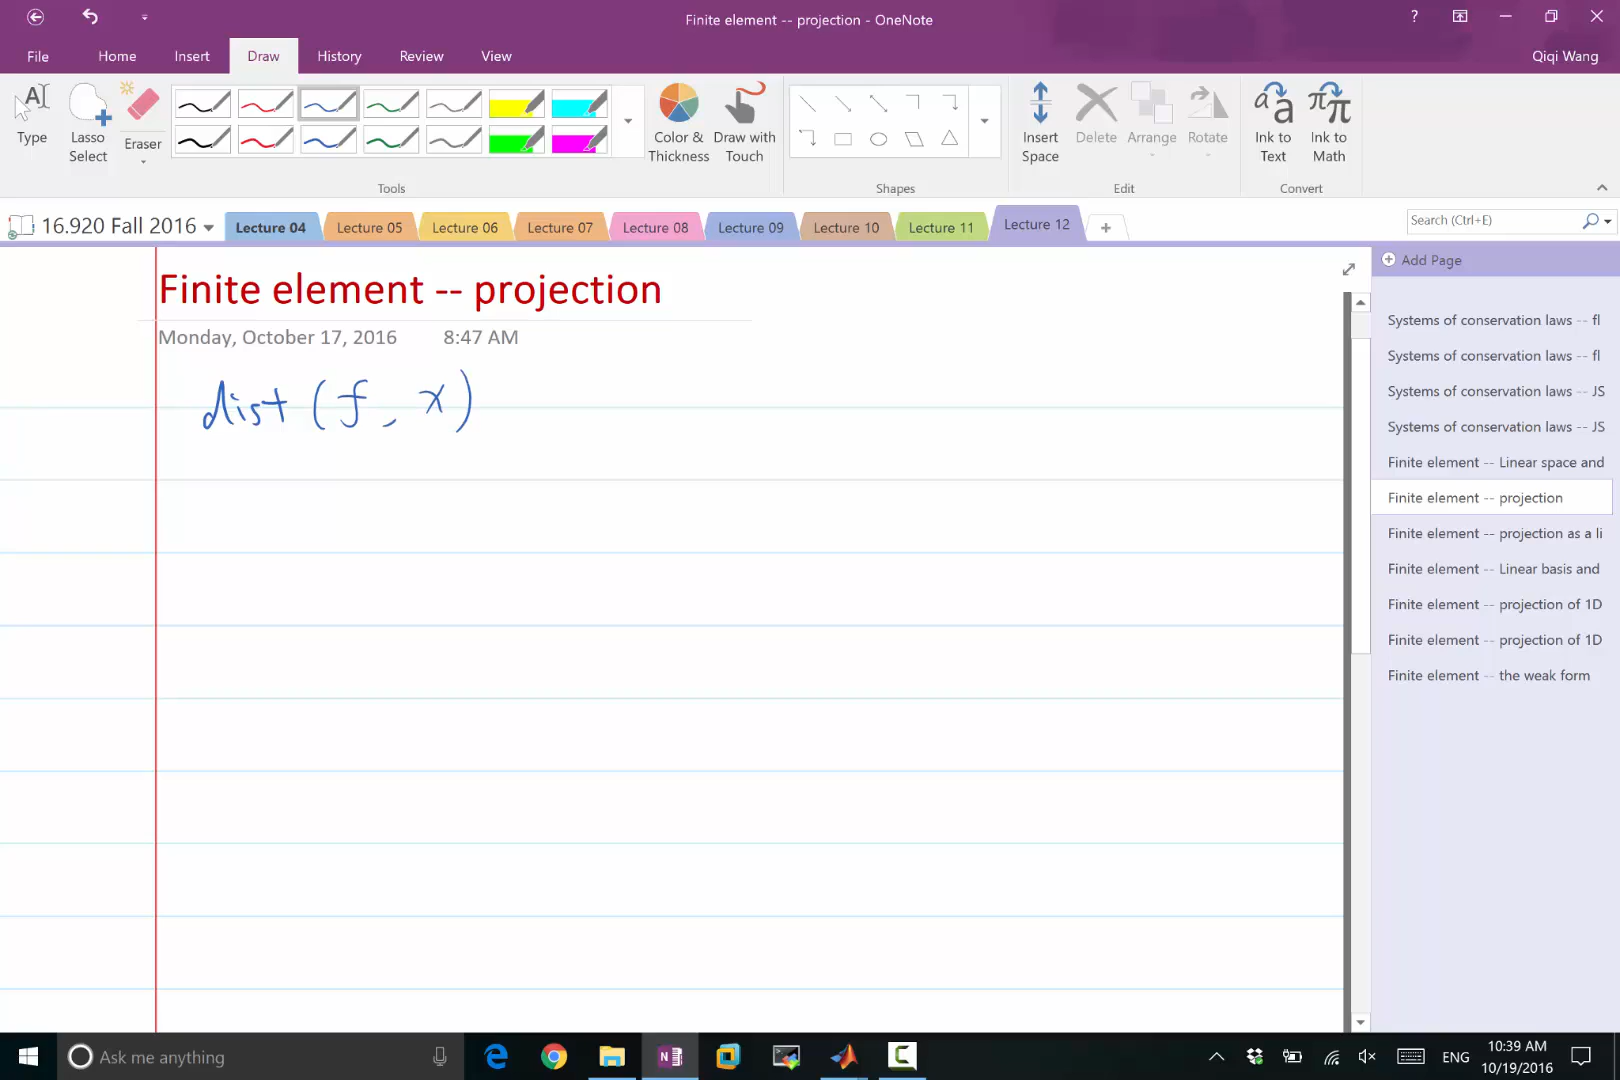 Finite element -- projection - OneNote
?
File
Home
Insert
Draw
History
Review
View
Qiqi Wang
Type
Lasso Select
Eraser
Color & Thickness
Draw with Touch
Insert Space
Delete
Arrange
Rotate
Ink to Text
Ink to Math
Tools
Shapes
Edit
Convert
16.920 Fall 2016
Lecture 04
Lecture 05
Lecture 06
Lecture 07
Lecture 08
Lecture 09
Lecture 10
Lecture 11
Lecture 12
Search (Ctrl+E)
Add Page
Finite element -- projection
Monday, October 17, 2016 8:47 AM
dist (f, x)
Systems of conservation laws -- fl
Systems of conservation laws -- fl
Systems of conservation laws -- JS
Systems of conservation laws -- JS
Finite element -- Linear space and
Finite element -- projection
Finite element -- projection as a li
Finite element -- Linear basis and
Finite element -- projection of 1D
Finite element -- projection of 1D
Finite element -- the weak form
Ask me anything
ENG
10:39 AM
10/19/2016